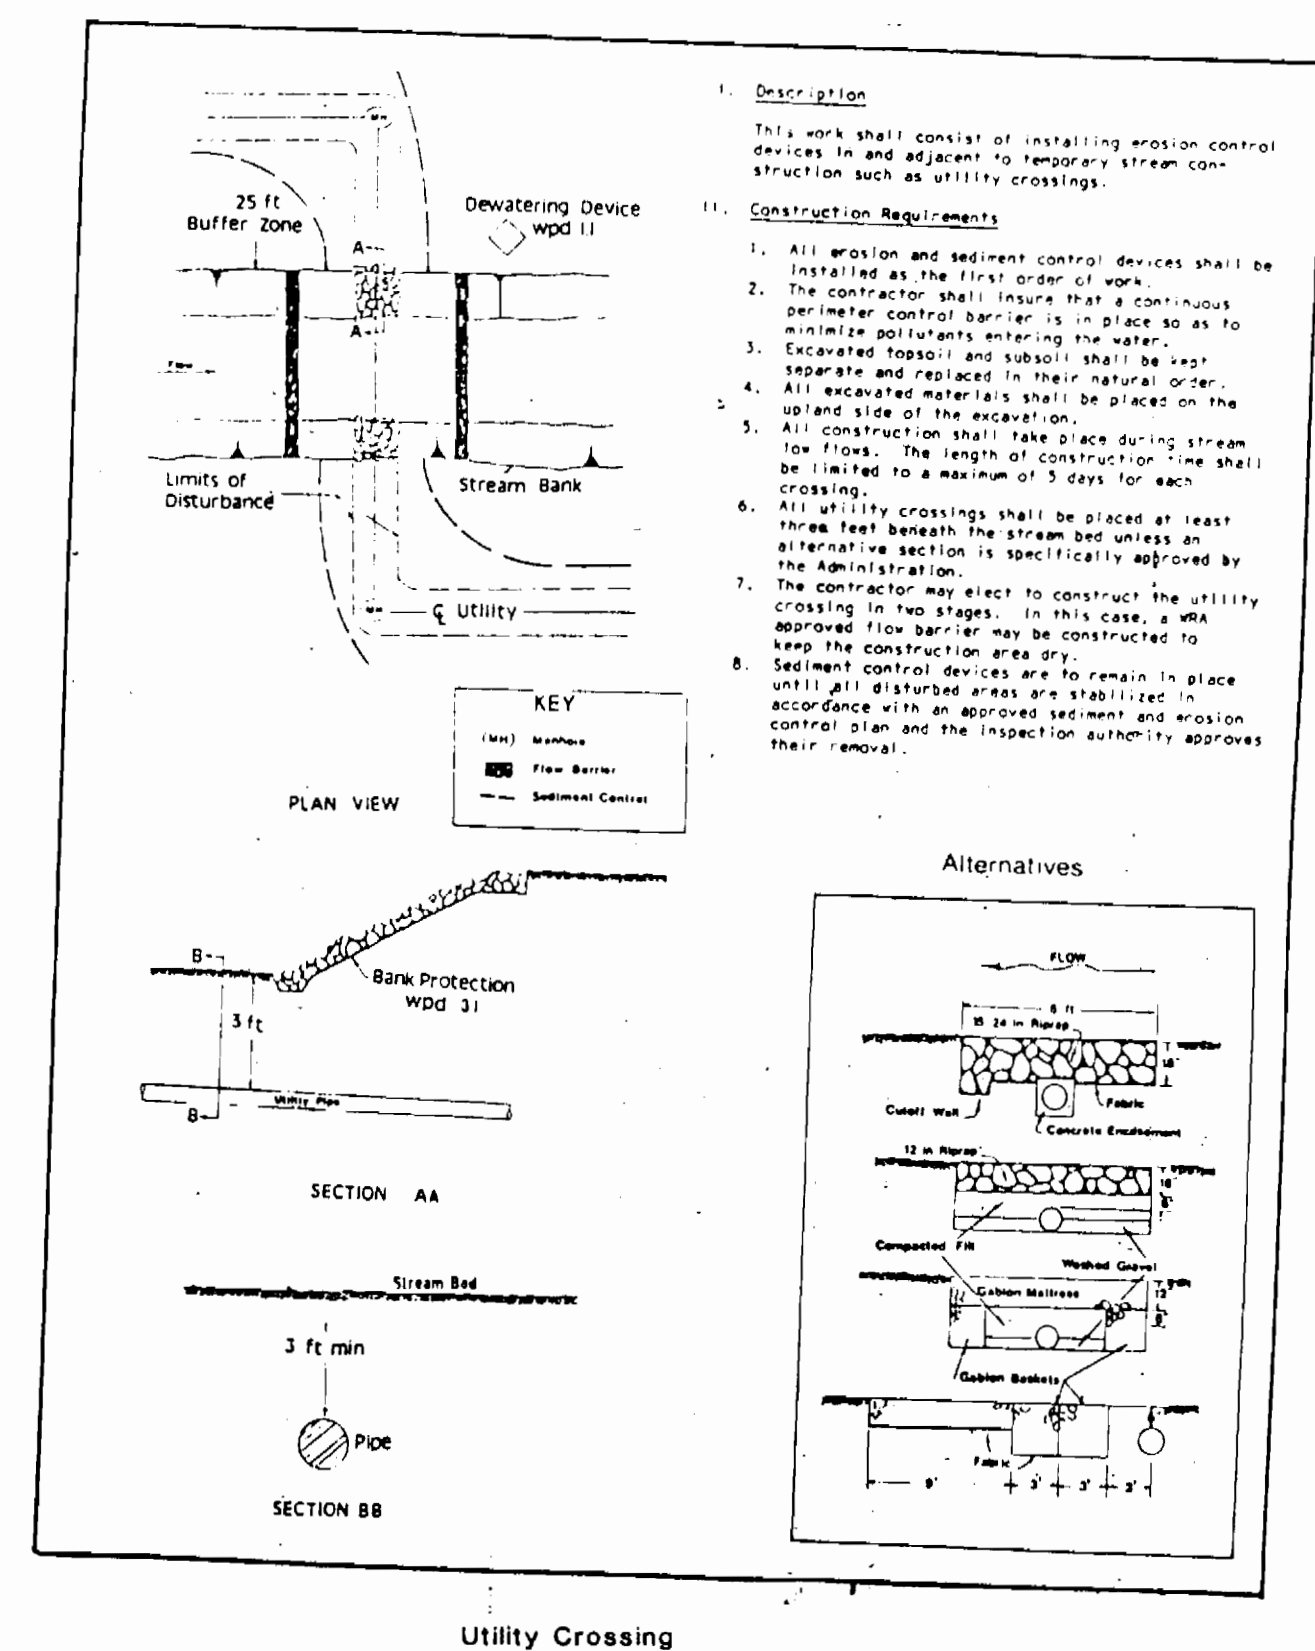 I. Description
This work shall consist of installing erosion control
devices in and adjacent to temporary stream con-
struction such as utility crossings.
II. Construction Requirements
1. All erosion and sediment control devices shall be
installed as the first order of work.
2. The contractor shall insure that a continuous
perimeter control barrier is in place so as to
minimize pollutants entering the water.
3. Excavated topsoil and subsoil shall be kept
separate and replaced in their natural order.
4. All excavated materials shall be placed on the
upland side of the excavation.
5. All construction shall take place during stream
low flows. The length of construction time shall
be limited to a maximum of 5 days for each
crossing.
6. All utility crossings shall be placed at least
three feet beneath the stream bed unless an
alternative section is specifically approved by
the Administration.
7. The contractor may elect to construct the utility
crossing in two stages. In this case, a WRA
approved flow barrier may be constructed to
keep the construction area dry.
8. Sediment control devices are to remain in place
until all disturbed areas are stabilized in
accordance with an approved sediment and erosion
control plan and the inspection authority approves
their removal.
MH
25 ft
Buffer Zone
Dewatering Device
wpd 11
A
A
Flow
Limits of
Disturbance
Stream Bank
MH
℄ Utility
KEY
(MH) Manhole
Flow Barrier
Sediment Control
PLAN VIEW
B
Bank Protection
wpd 31
3 ft
Utility Pipe
B
SECTION AA
Stream Bed
3 ft min
Pipe
SECTION BB
Alternatives
FLOW
6 ft
24 in Riprap
18"
Cutoff Wall
Fabric
Concrete Encasement
12 in Riprap
18"
6"
Compacted Fill
Washed Gravel
Gabion Mattress
12"
6"
Gabion Baskets
Fabric
9'
3'
3'
Utility Crossing